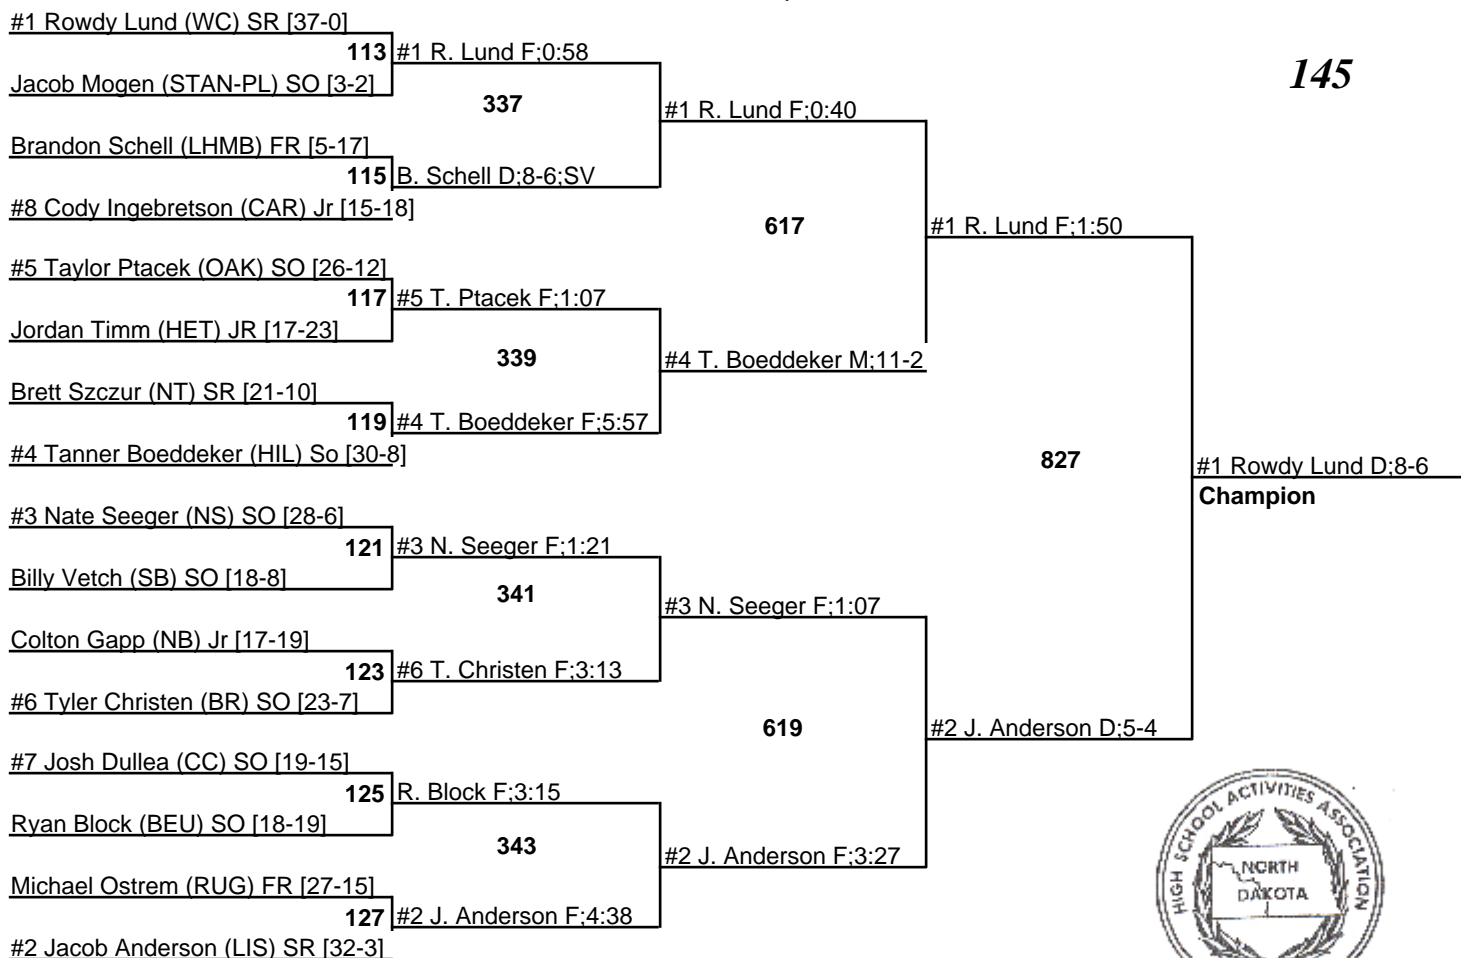 #1 Rowdy Lund (WC) SR [37-0]
113 #1 R. Lund F;0:58
145
Jacob Mogen (STAN-PL) SO [3-2]
337
#1 R. Lund F;0:40
Brandon Schell (LHMB) FR [5-17]
115 B. Schell D;8-6;SV
#8 Cody Ingebretson (CAR) Jr [15-18]
617
#1 R. Lund F;1:50
#5 Taylor Ptacek (OAK) SO [26-12]
117 #5 T. Ptacek F;1:07
Jordan Timm (HET) JR [17-23]
339
#4 T. Boeddeker M;11-2
Brett Szczur (NT) SR [21-10]
119 #4 T. Boeddeker F;5:57
#4 Tanner Boeddeker (HIL) So [30-8]
827
#1 Rowdy Lund D;8-6
Champion
#3 Nate Seeger (NS) SO [28-6]
121 #3 N. Seeger F;1:21
Billy Vetch (SB) SO [18-8]
341
#3 N. Seeger F;1:07
Colton Gapp (NB) Jr [17-19]
123 #6 T. Christen F;3:13
#6 Tyler Christen (BR) SO [23-7]
619
#2 J. Anderson D;5-4
#7 Josh Dullea (CC) SO [19-15]
125 R. Block F;3:15
Ryan Block (BEU) SO [18-19]
343
#2 J. Anderson F;3:27
Michael Ostrem (RUG) FR [27-15]
127 #2 J. Anderson F;4:38
#2 Jacob Anderson (LIS) SR [32-3]
HIGH SCHOOL ACTIVITIES ASSOCIATION
NORTH
DAKOTA